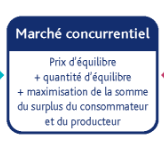 Marché concurrentiel
Prix d'équilibre
+ quantité d'équilibre
+ maximisation de la somme
du surplus du consommateur
et du producteur